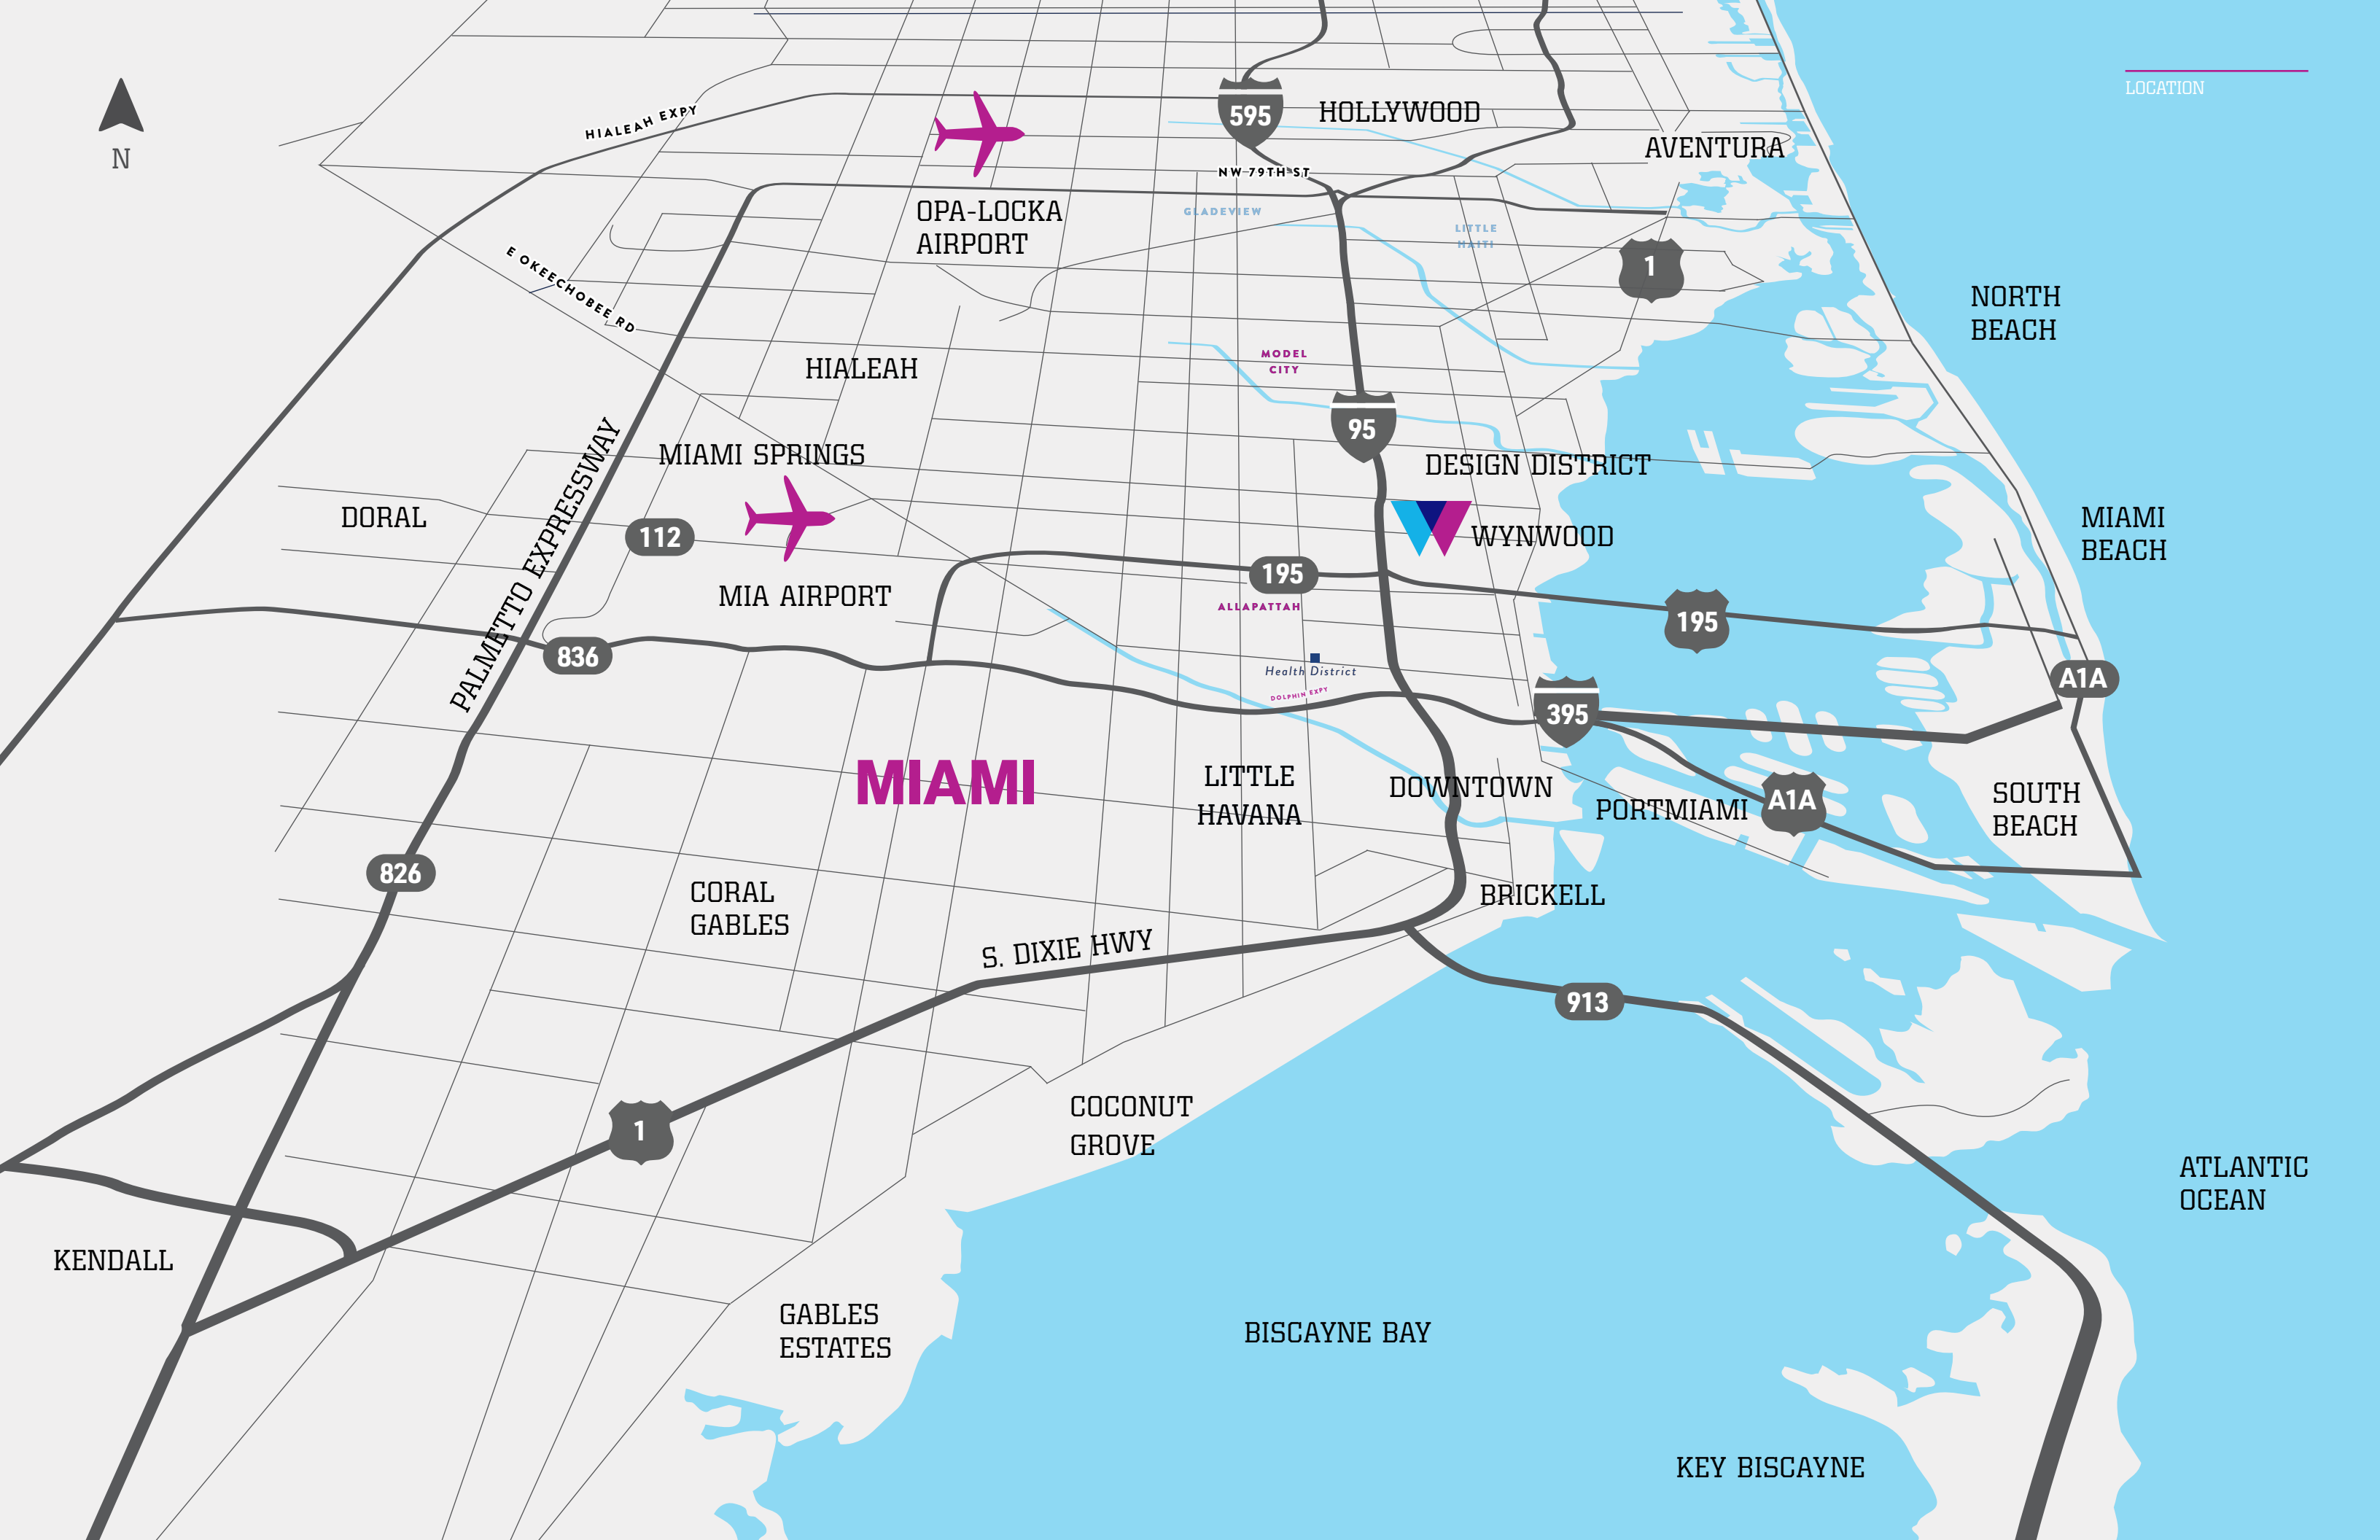 LOCATION
HIALEAH EXPY
595
HOLLYWOOD
AVENTURA
N
NW 79TH ST
OPA-LOCKA
AIRPORT
GLADEVIEW
LITTLE
HAITI
E OKEECHOBEE RD
1
NORTH
BEACH
MODEL
CITY
HIALEAH
95
MIAMI SPRINGS
DESIGN DISTRICT
DORAL
PALMETTO EXPRESSWAY
112
WYNWOOD
MIAMI
BEACH
195
MIA AIRPORT
ALLAPATTAH
195
836
Health District
DOLPHIN EXPY
A1A
395
MIAMI
LITTLE
HAVANA
DOWNTOWN
PORTMIAMI
A1A
SOUTH
BEACH
826
CORAL
GABLES
BRICKELL
S. DIXIE HWY
913
1
COCONUT
GROVE
ATLANTIC
OCEAN
KENDALL
GABLES
ESTATES
BISCAYNE BAY
KEY BISCAYNE